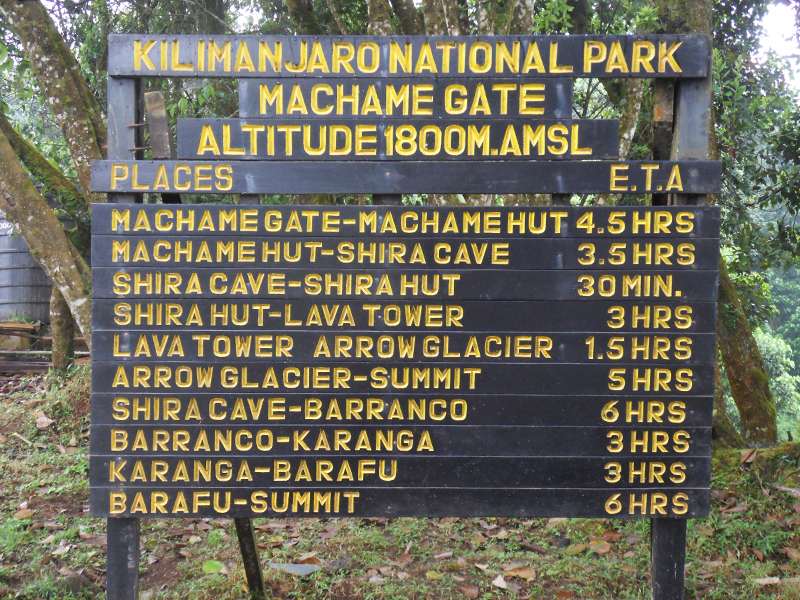 KILIMANJARO NATIONAL PARK
MACHAME GATE
ALTITUDE 1800M.AMSL
PLACES E.T.A
MACHAME GATE-MACHAME HUT 4.5 HRS
MACHAME HUT-SHIRA CAVE 3.5 HRS
SHIRA CAVE-SHIRA HUT 30 MIN.
SHIRA HUT-LAVA TOWER 3 HRS
LAVA TOWER ARROW GLACIER 1.5 HRS
ARROW GLACIER-SUMMIT 5 HRS
SHIRA CAVE-BARRANCO 6 HRS
BARRANCO-KARANGA 3 HRS
KARANGA-BARAFU 3 HRS
BARAFU-SUMMIT 6 HRS